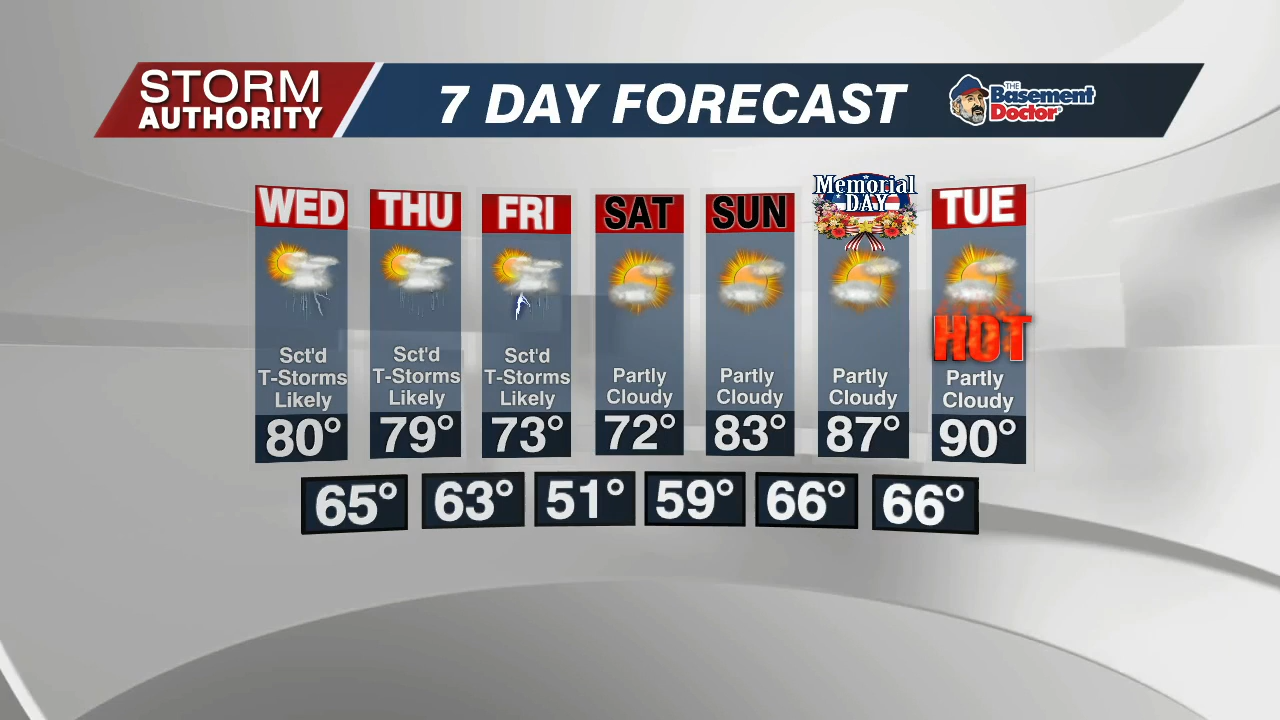 STORM
AUTHORITY
7 DAY FORECAST
THE
Basement
Doctor
WED
THU
FRI
SAT
SUN
Memorial
DAY
TUE
HOT
Sct'd
T-Storms
Likely
Sct'd
T-Storms
Likely
Sct'd
T-Storms
Likely
Partly
Cloudy
Partly
Cloudy
Partly
Cloudy
Partly
Cloudy
80°
79°
73°
72°
83°
87°
90°
65°
63°
51°
59°
66°
66°